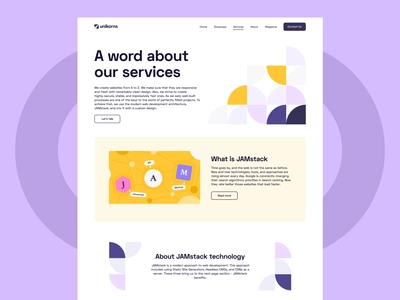 unikorns
Home Showcase Services About Magazine Contact Us
A word about
our services
We create websites from A to Z. We make sure that they are responsive
and fresh with remarkably clean design. Also, we strive to create
highly secure, stable, and impressively fast ones. As we early said built
processes are one of the keys to the world of perfectly fitted projects. To
achieve that, we use the modern web development architecture,
JAMstack, and mix it with a custom design.
Let's talk
What is JAMstack
Time goes by, and the web is not the same as before.
New and new technologies, tools, and approaches are
rising almost every day. Google is constantly changing
their search algorithms priorities in search ranking. Now
they rate better those websites that load faster.
Read more
J
A
M
API
JavaScript
Markup
About JAMstack technology
JAMstack is a modern approach to web development. This approach
includes using Static Site Generators, Headless CMSs, and CDNs as a
server. These three bring us to the next page section - JAMstack
benefits.